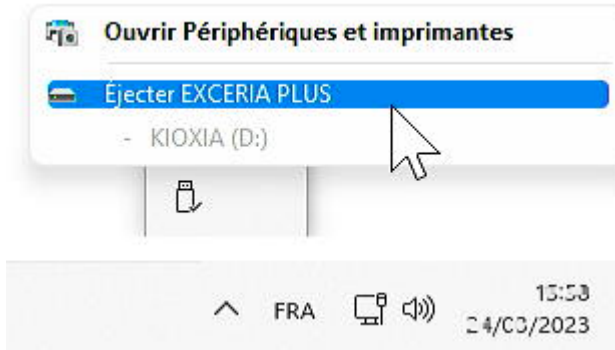 Ouvrir Périphériques et imprimantes
Éjecter EXCERIA PLUS
- KIOXIA (D:)
FRA